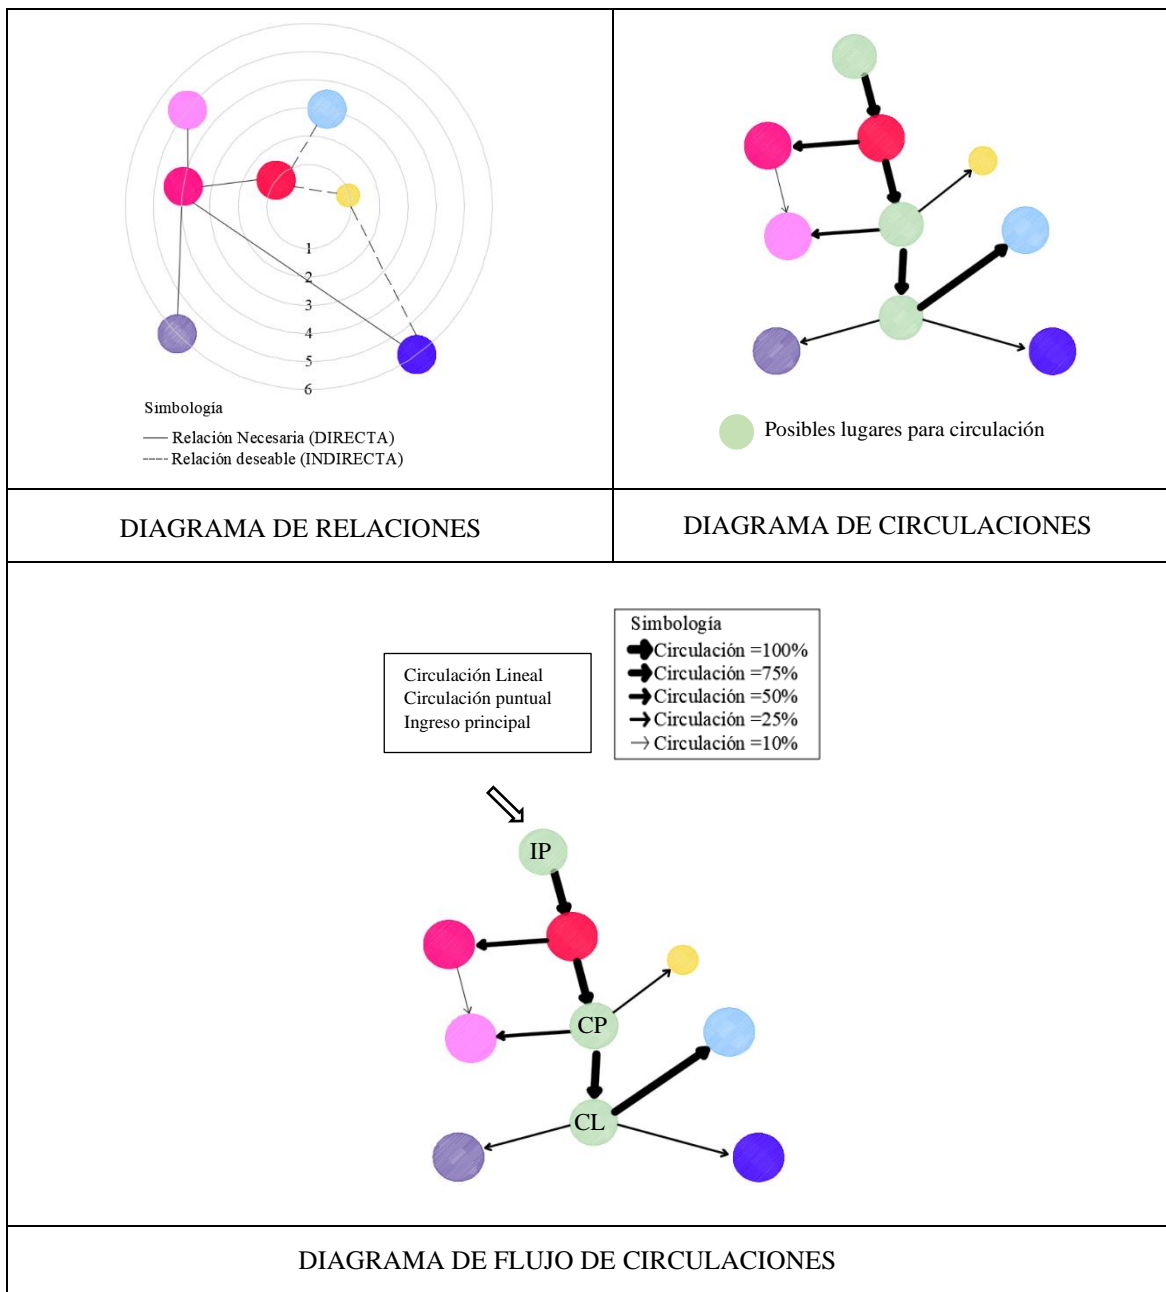 1
2
3
4
5
6
Simbología
Relación Necesaria (DIRECTA)
Relación deseable (INDIRECTA)
Posibles lugares para circulación
DIAGRAMA DE RELACIONES
DIAGRAMA DE CIRCULACIONES
Circulación Lineal
Circulación puntual
Ingreso principal
Simbología
Circulación =100%
Circulación =75%
Circulación =50%
Circulación =25%
Circulación =10%
IP
CP
CL
DIAGRAMA DE FLUJO DE CIRCULACIONES